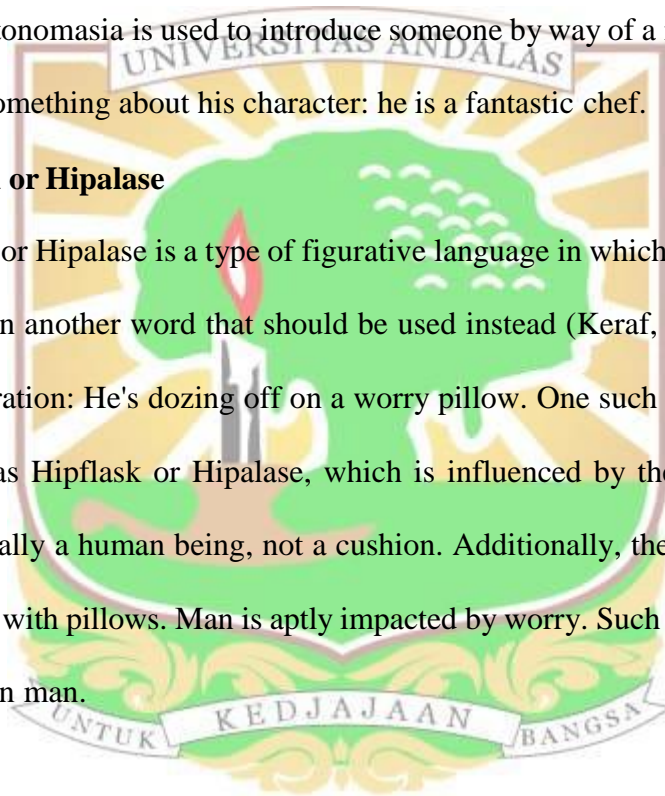 tonomasia is used to introduce someone by way of a
UNIVERSITAS ANDALAS
omething about his character: he is a fantastic chef.
or Hipalase
or Hipalase is a type of figurative language in which
n another word that should be used instead (Keraf,
ration: He's dozing off on a worry pillow. One such
as Hipflask or Hipalase, which is influenced by the
ally a human being, not a cushion. Additionally, the
with pillows. Man is aptly impacted by worry. Such
n man.
UNTUK KEDJAJAAN BANGSA